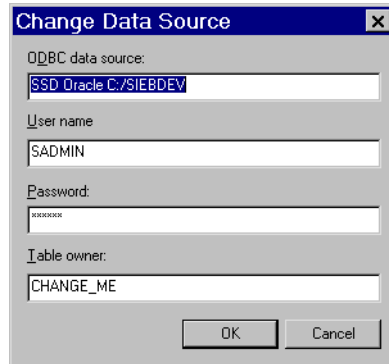 Change Data Source
ODBC data source:
SSD Oracle C:/SIEBDEV
User name
SADMIN
Password:
******
Table owner:
CHANGE_ME
OK Cancel